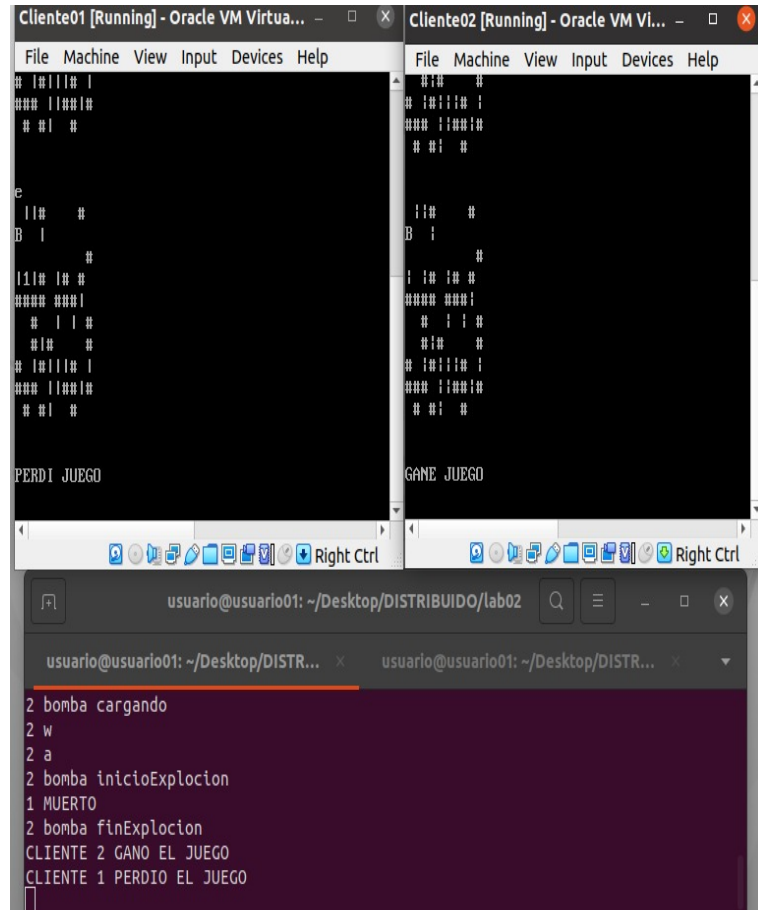 Cliente01 [Running] - Oracle VM Virtua...
File Machine View Input Devices Help
# |#|||# |
### ||##|#
 # #|  #
e
 ||#    #
B  |
        #
|1|# |# #
#### ###|
  #  | | #
  #|#    #
# |#|||# |
### ||##|#
 # #|  #
PERDI JUEGO
Right Ctrl
Cliente02 [Running] - Oracle VM Vi...
File Machine View Input Devices Help
  #¦#    #
# ¦#¦¦¦# ¦
### ¦¦##¦#
 # #¦  #
 ¦¦#    #
B  ¦
        #
¦ ¦# ¦# #
#### ###¦
  #  ¦ ¦ #
  #¦#    #
# ¦#¦¦¦# ¦
### ¦¦##¦#
 # #¦  #
GANE JUEGO
Right Ctrl
usuario@usuario01: ~/Desktop/DISTRIBUIDO/lab02
usuario@usuario01: ~/Desktop/DISTR...
usuario@usuario01: ~/Desktop/DISTR...
2 bomba cargando
2 w
2 a
2 bomba inicioExplocion
1 MUERTO
2 bomba finExplocion
CLIENTE 2 GANO EL JUEGO
CLIENTE 1 PERDIO EL JUEGO